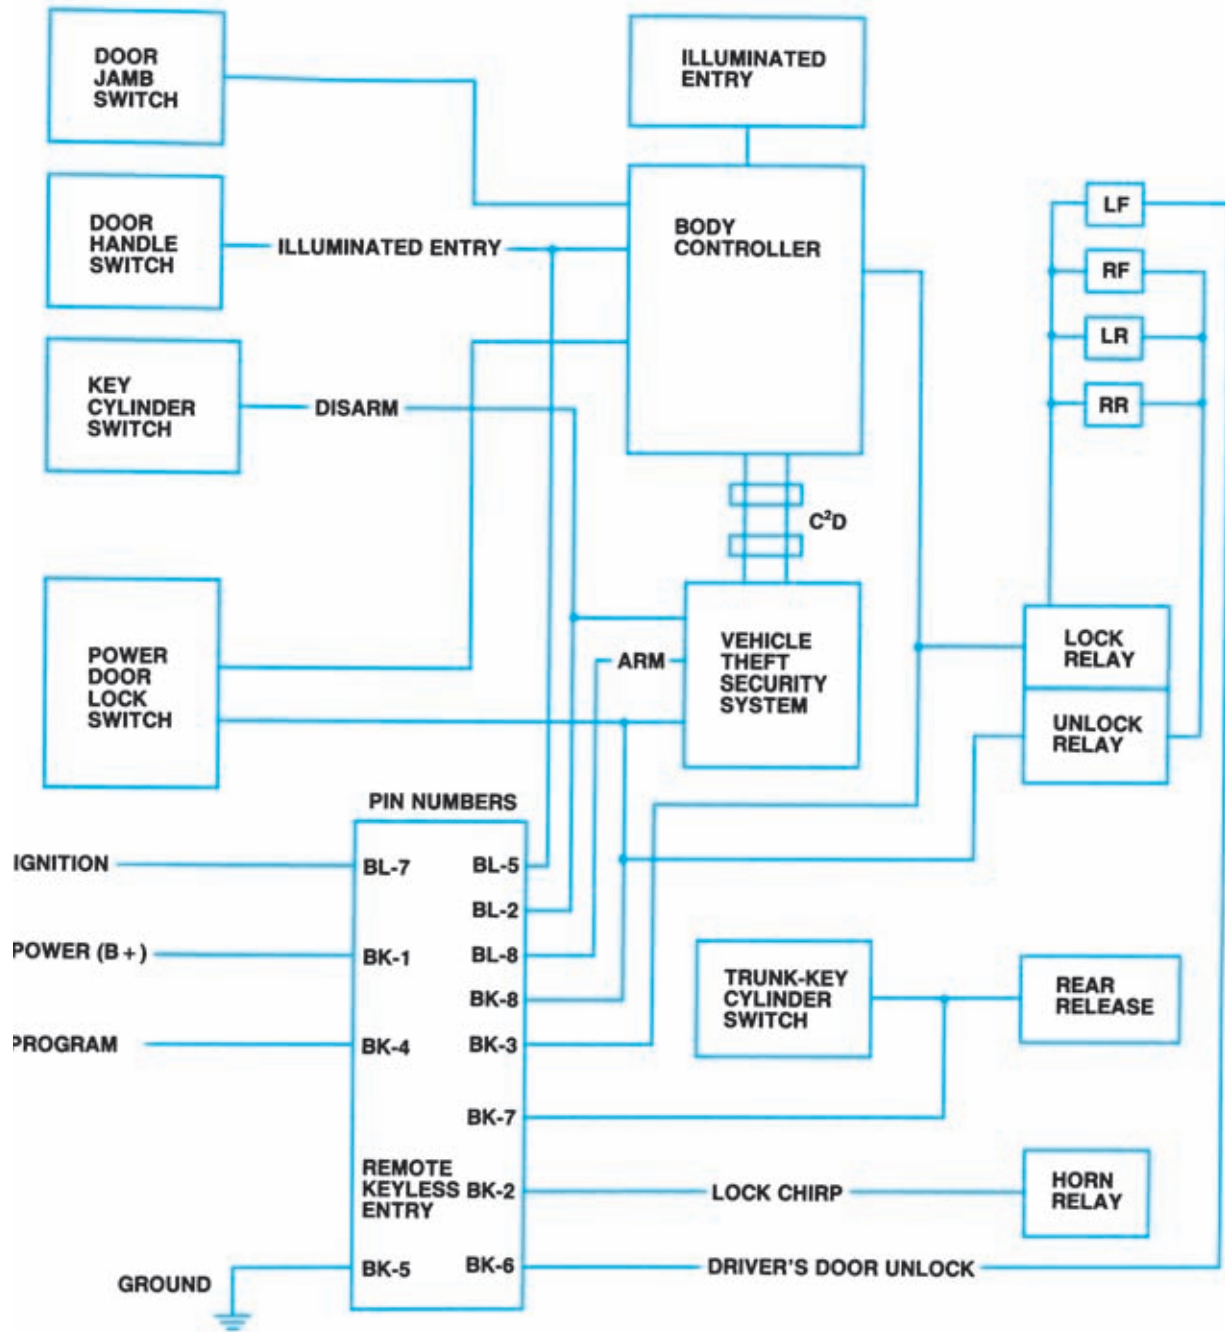 DOOR
JAMB
SWITCH
ILLUMINATED
ENTRY
DOOR
HANDLE
SWITCH
ILLUMINATED ENTRY
BODY
CONTROLLER
LF
RF
LR
RR
KEY
CYLINDER
SWITCH
DISARM
C²D
POWER
DOOR
LOCK
SWITCH
ARM
VEHICLE
THEFT
SECURITY
SYSTEM
LOCK
RELAY
UNLOCK
RELAY
PIN NUMBERS
IGNITION
BL-7
BL-5
BL-2
POWER (B+)
BK-1
BL-8
BK-8
PROGRAM
BK-4
BK-3
BK-7
TRUNK-KEY
CYLINDER
SWITCH
REAR
RELEASE
REMOTE
KEYLESS
ENTRY
BK-2
LOCK CHIRP
HORN
RELAY
GROUND
BK-5
BK-6
DRIVER'S DOOR UNLOCK